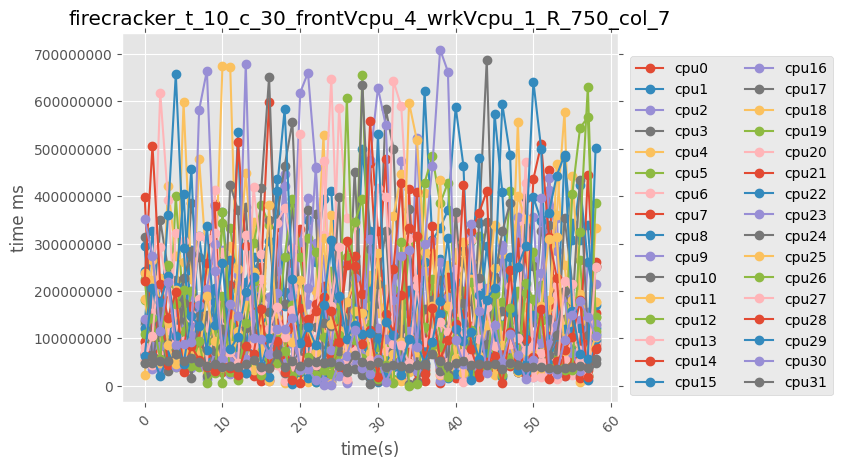 firecracker_t_10_c_30_frontVcpu_4_wrkVcpu_1_R_750_col_7
700000000
600000000
500000000
400000000
300000000
200000000
100000000
0
time ms
0 10 20 30 40 50 60
time(s)
cpu0 cpu16
cpu1 cpu17
cpu2 cpu18
cpu3 cpu19
cpu4 cpu20
cpu5 cpu21
cpu6 cpu22
cpu7 cpu23
cpu8 cpu24
cpu9 cpu25
cpu10 cpu26
cpu11 cpu27
cpu12 cpu28
cpu13 cpu29
cpu14 cpu30
cpu15 cpu31